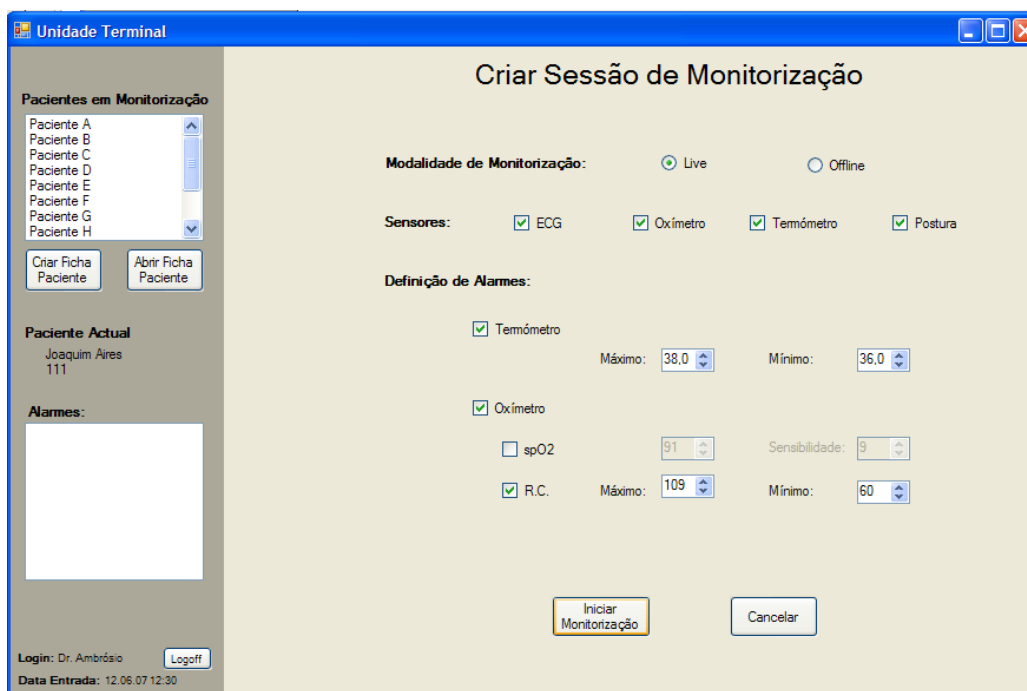 Unidade Terminal
Criar Sessão de Monitorização
Pacientes em Monitorização
Paciente A
Paciente B
Paciente C
Paciente D
Paciente E
Paciente F
Paciente G
Paciente H
Criar Ficha
Paciente
Abrir Ficha
Paciente
Paciente Actual
Joaquim Aires
111
Alarmes:
Login: Dr. Ambrósio
Logoff
Data Entrada: 12.06.07 12:30
Modalidade de Monitorização: Live Offline
Sensores: ECG Oxímetro Termómetro Postura
Definição de Alarmes:
Termómetro
Máximo: 38,0 Mínimo: 36,0
Oxímetro
spO2 91 Sensibilidade: 9
R.C. Máximo: 109 Mínimo: 60
Iniciar
Monitorização
Cancelar